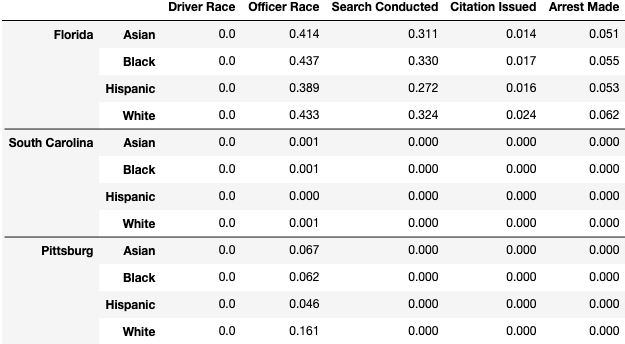 Driver Race Officer Race Search Conducted Citation Issued Arrest Made
Florida Asian 0.0 0.414 0.311 0.014 0.051
Black 0.0 0.437 0.330 0.017 0.055
Hispanic 0.0 0.389 0.272 0.016 0.053
White 0.0 0.433 0.324 0.024 0.062
South Carolina Asian 0.0 0.001 0.000 0.000 0.000
Black 0.0 0.001 0.000 0.000 0.000
Hispanic 0.0 0.000 0.000 0.000 0.000
White 0.0 0.001 0.000 0.000 0.000
Pittsburg Asian 0.0 0.067 0.000 0.000 0.000
Black 0.0 0.062 0.000 0.000 0.000
Hispanic 0.0 0.046 0.000 0.000 0.000
White 0.0 0.161 0.000 0.000 0.000